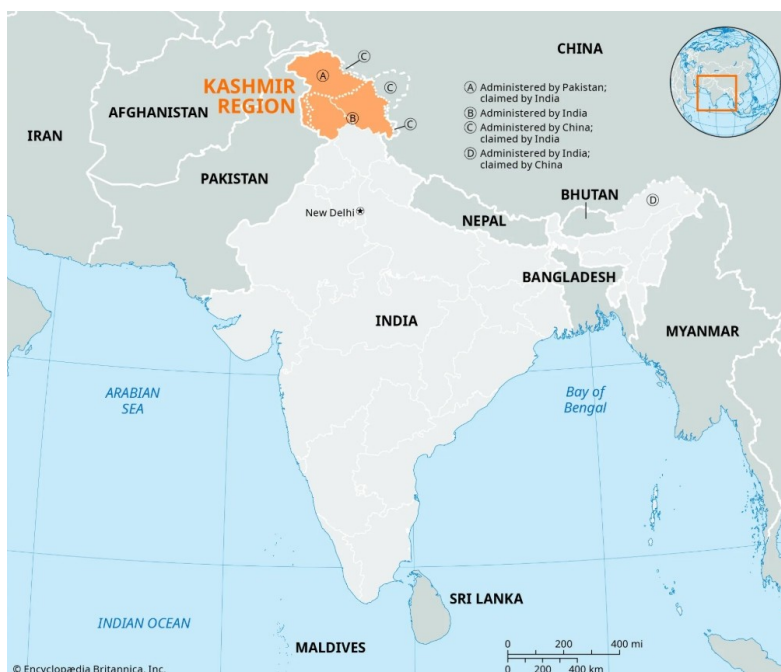 CHINA
Ⓒ
KASHMIR
REGION
Ⓐ
Ⓒ
Ⓑ
Ⓒ
AFGHANISTAN
IRAN
PAKISTAN
Ⓐ Administered by Pakistan;
claimed by India
Ⓑ Administered by India
Ⓒ Administered by China;
claimed by India
Ⓓ Administered by India;
claimed by China
New Delhi
NEPAL
BHUTAN
Ⓓ
BANGLADESH
INDIA
MYANMAR
ARABIAN
SEA
Bay of
Bengal
SRI LANKA
INDIAN OCEAN
MALDIVES
0 200 400 mi
0 200 400 km
© Encyclopædia Britannica, Inc.